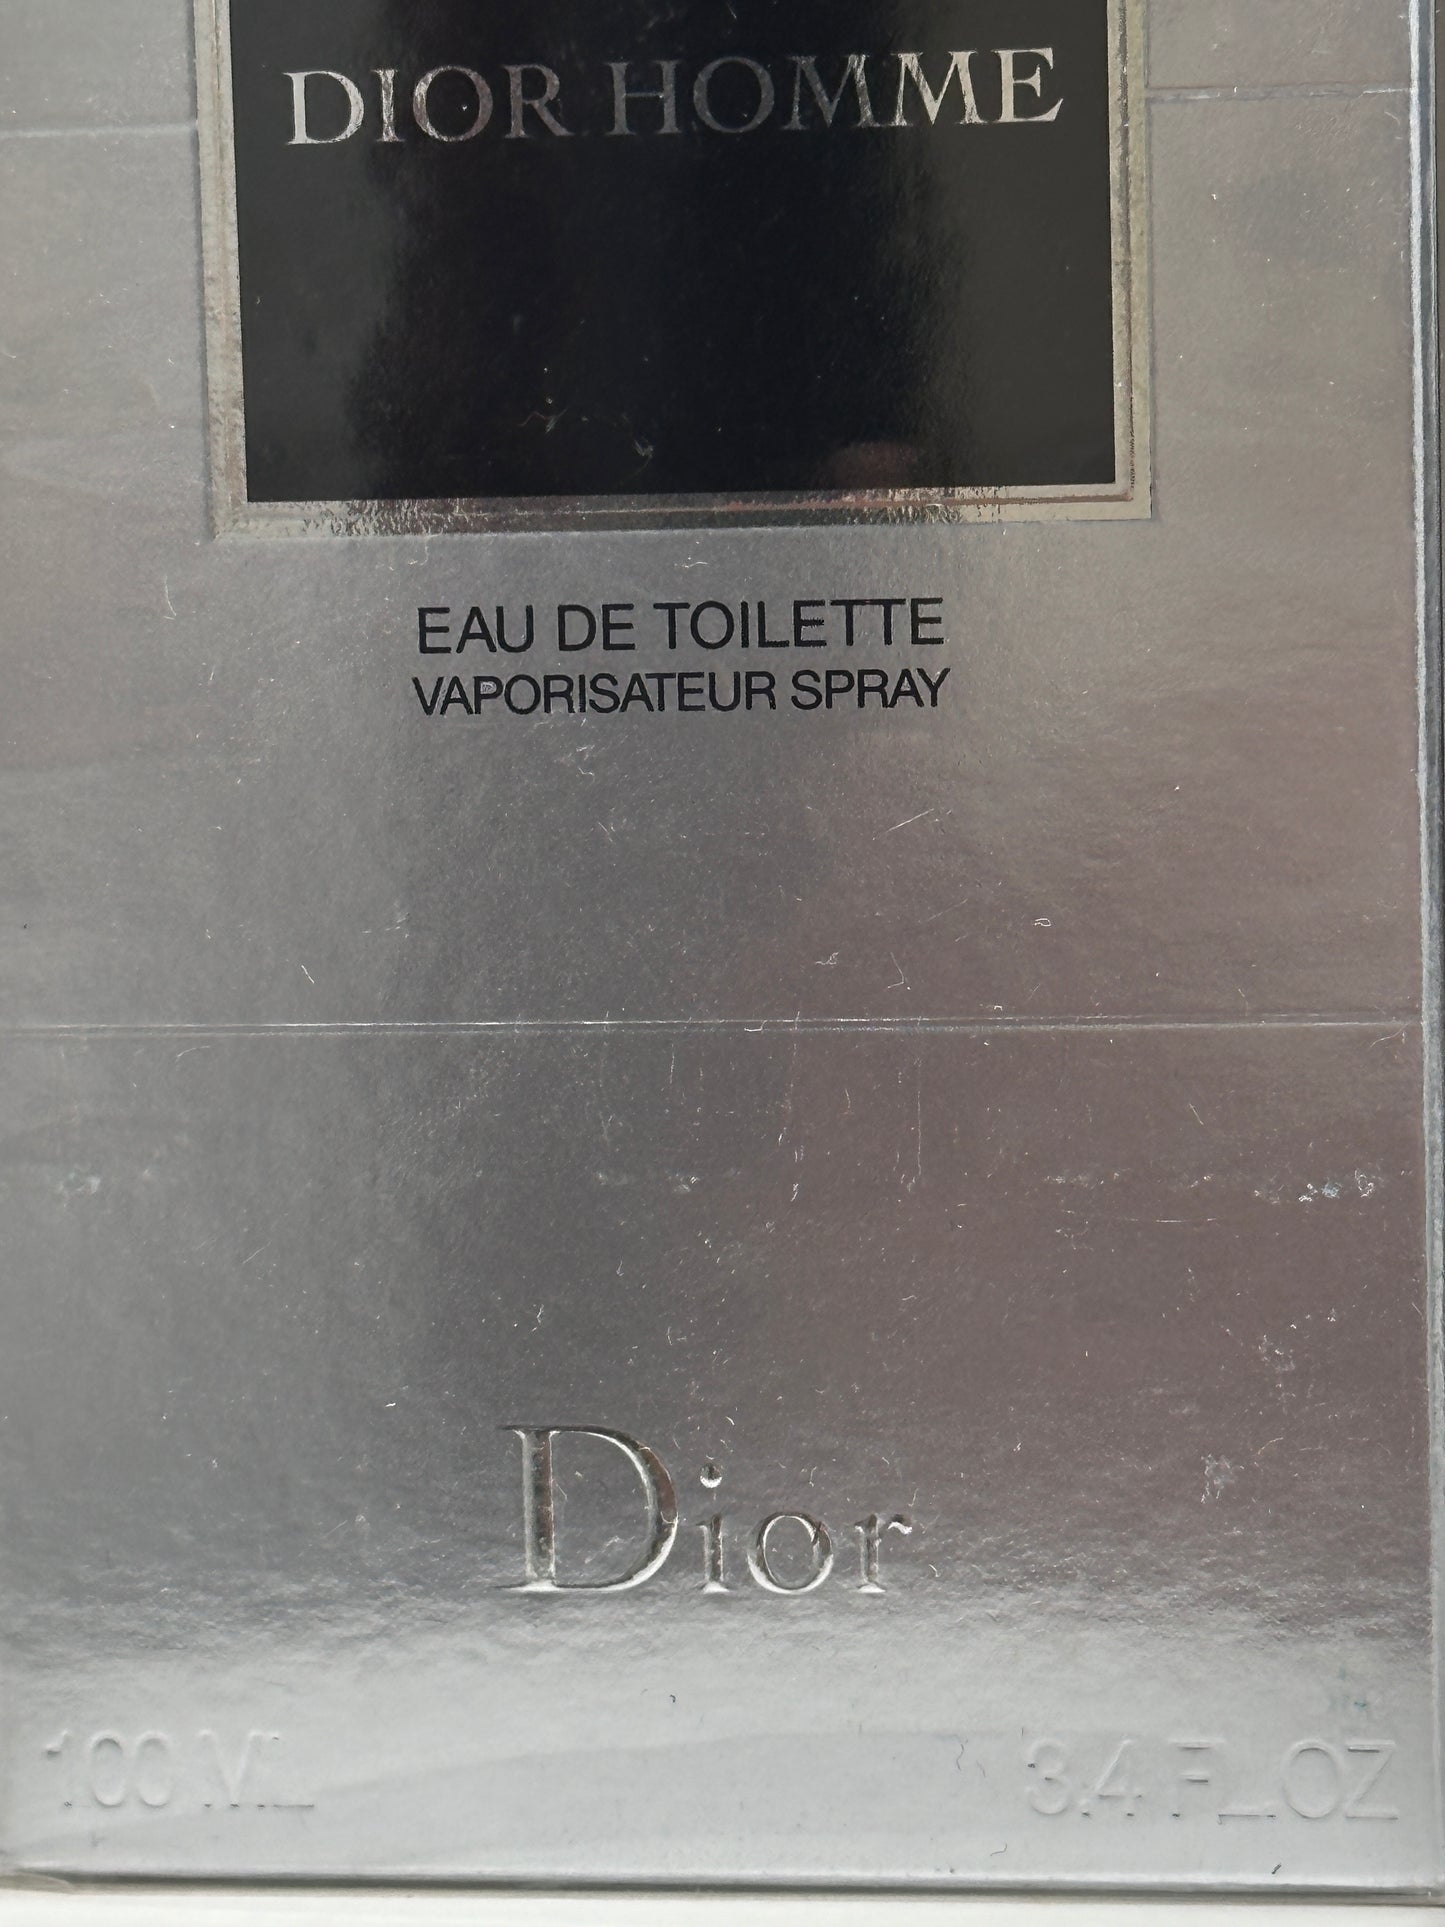 DIOR HOMME
EAU DE TOILETTE
VAPORISATEUR SPRAY
Dior
100 ML 3.4 FL.OZ